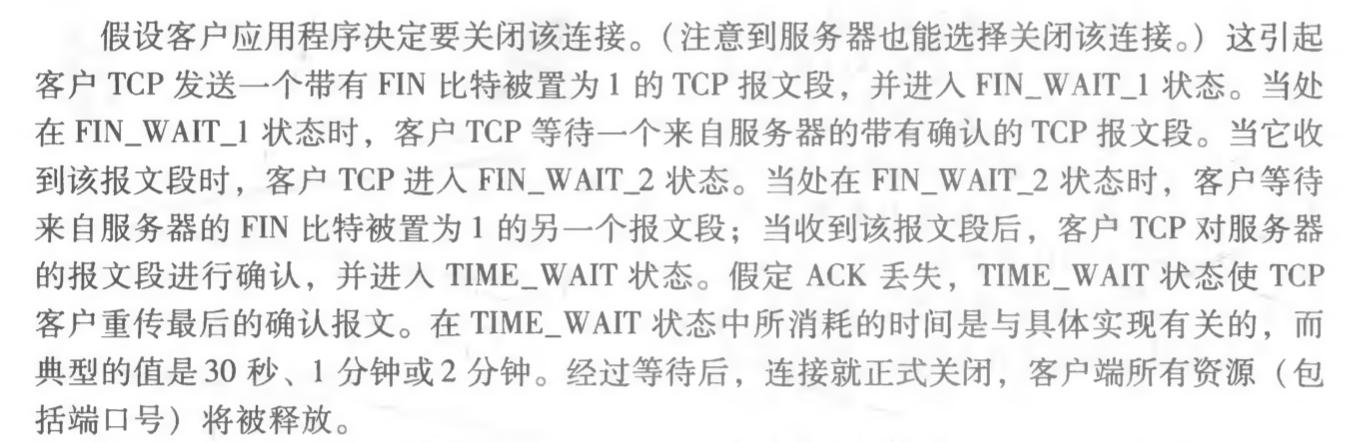 假设客户应用程序决定要关闭该连接。（注意到服务器也能选择关闭该连接。）这引起
客户 TCP 发送一个带有 FIN 比特被置为 1 的 TCP 报文段，并进入 FIN_WAIT_1 状态。当处
在 FIN_WAIT_1 状态时，客户 TCP 等待一个来自服务器的带有确认的 TCP 报文段。当它收
到该报文段时，客户 TCP 进入 FIN_WAIT_2 状态。当处在 FIN_WAIT_2 状态时，客户等待
来自服务器的 FIN 比特被置为 1 的另一个报文段；当收到该报文段后，客户 TCP 对服务器
的报文段进行确认，并进入 TIME_WAIT 状态。假定 ACK 丢失，TIME_WAIT 状态使 TCP
客户重传最后的确认报文。在 TIME_WAIT 状态中所消耗的时间是与具体实现有关的，而
典型的值是 30 秒、1 分钟或 2 分钟。经过等待后，连接就正式关闭，客户端所有资源（包
括端口号）将被释放。